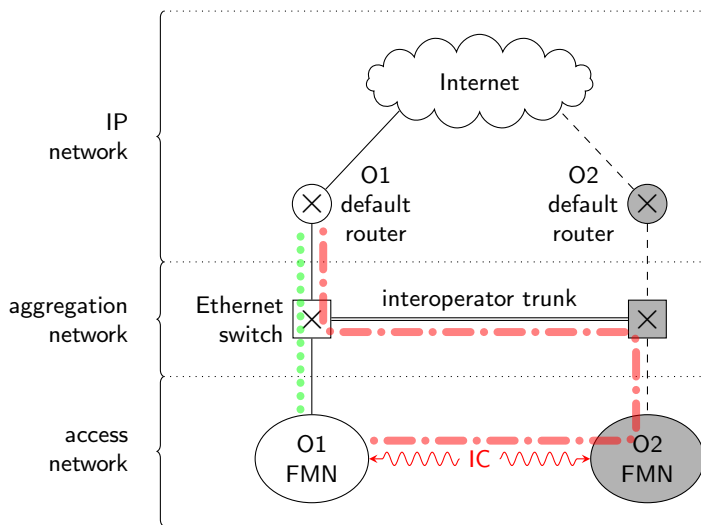 Internet
IP
network
O1
default
router
O2
default
router
aggregation
network
Ethernet
switch
interoperator trunk
access
network
O1
FMN
IC
O2
FMN